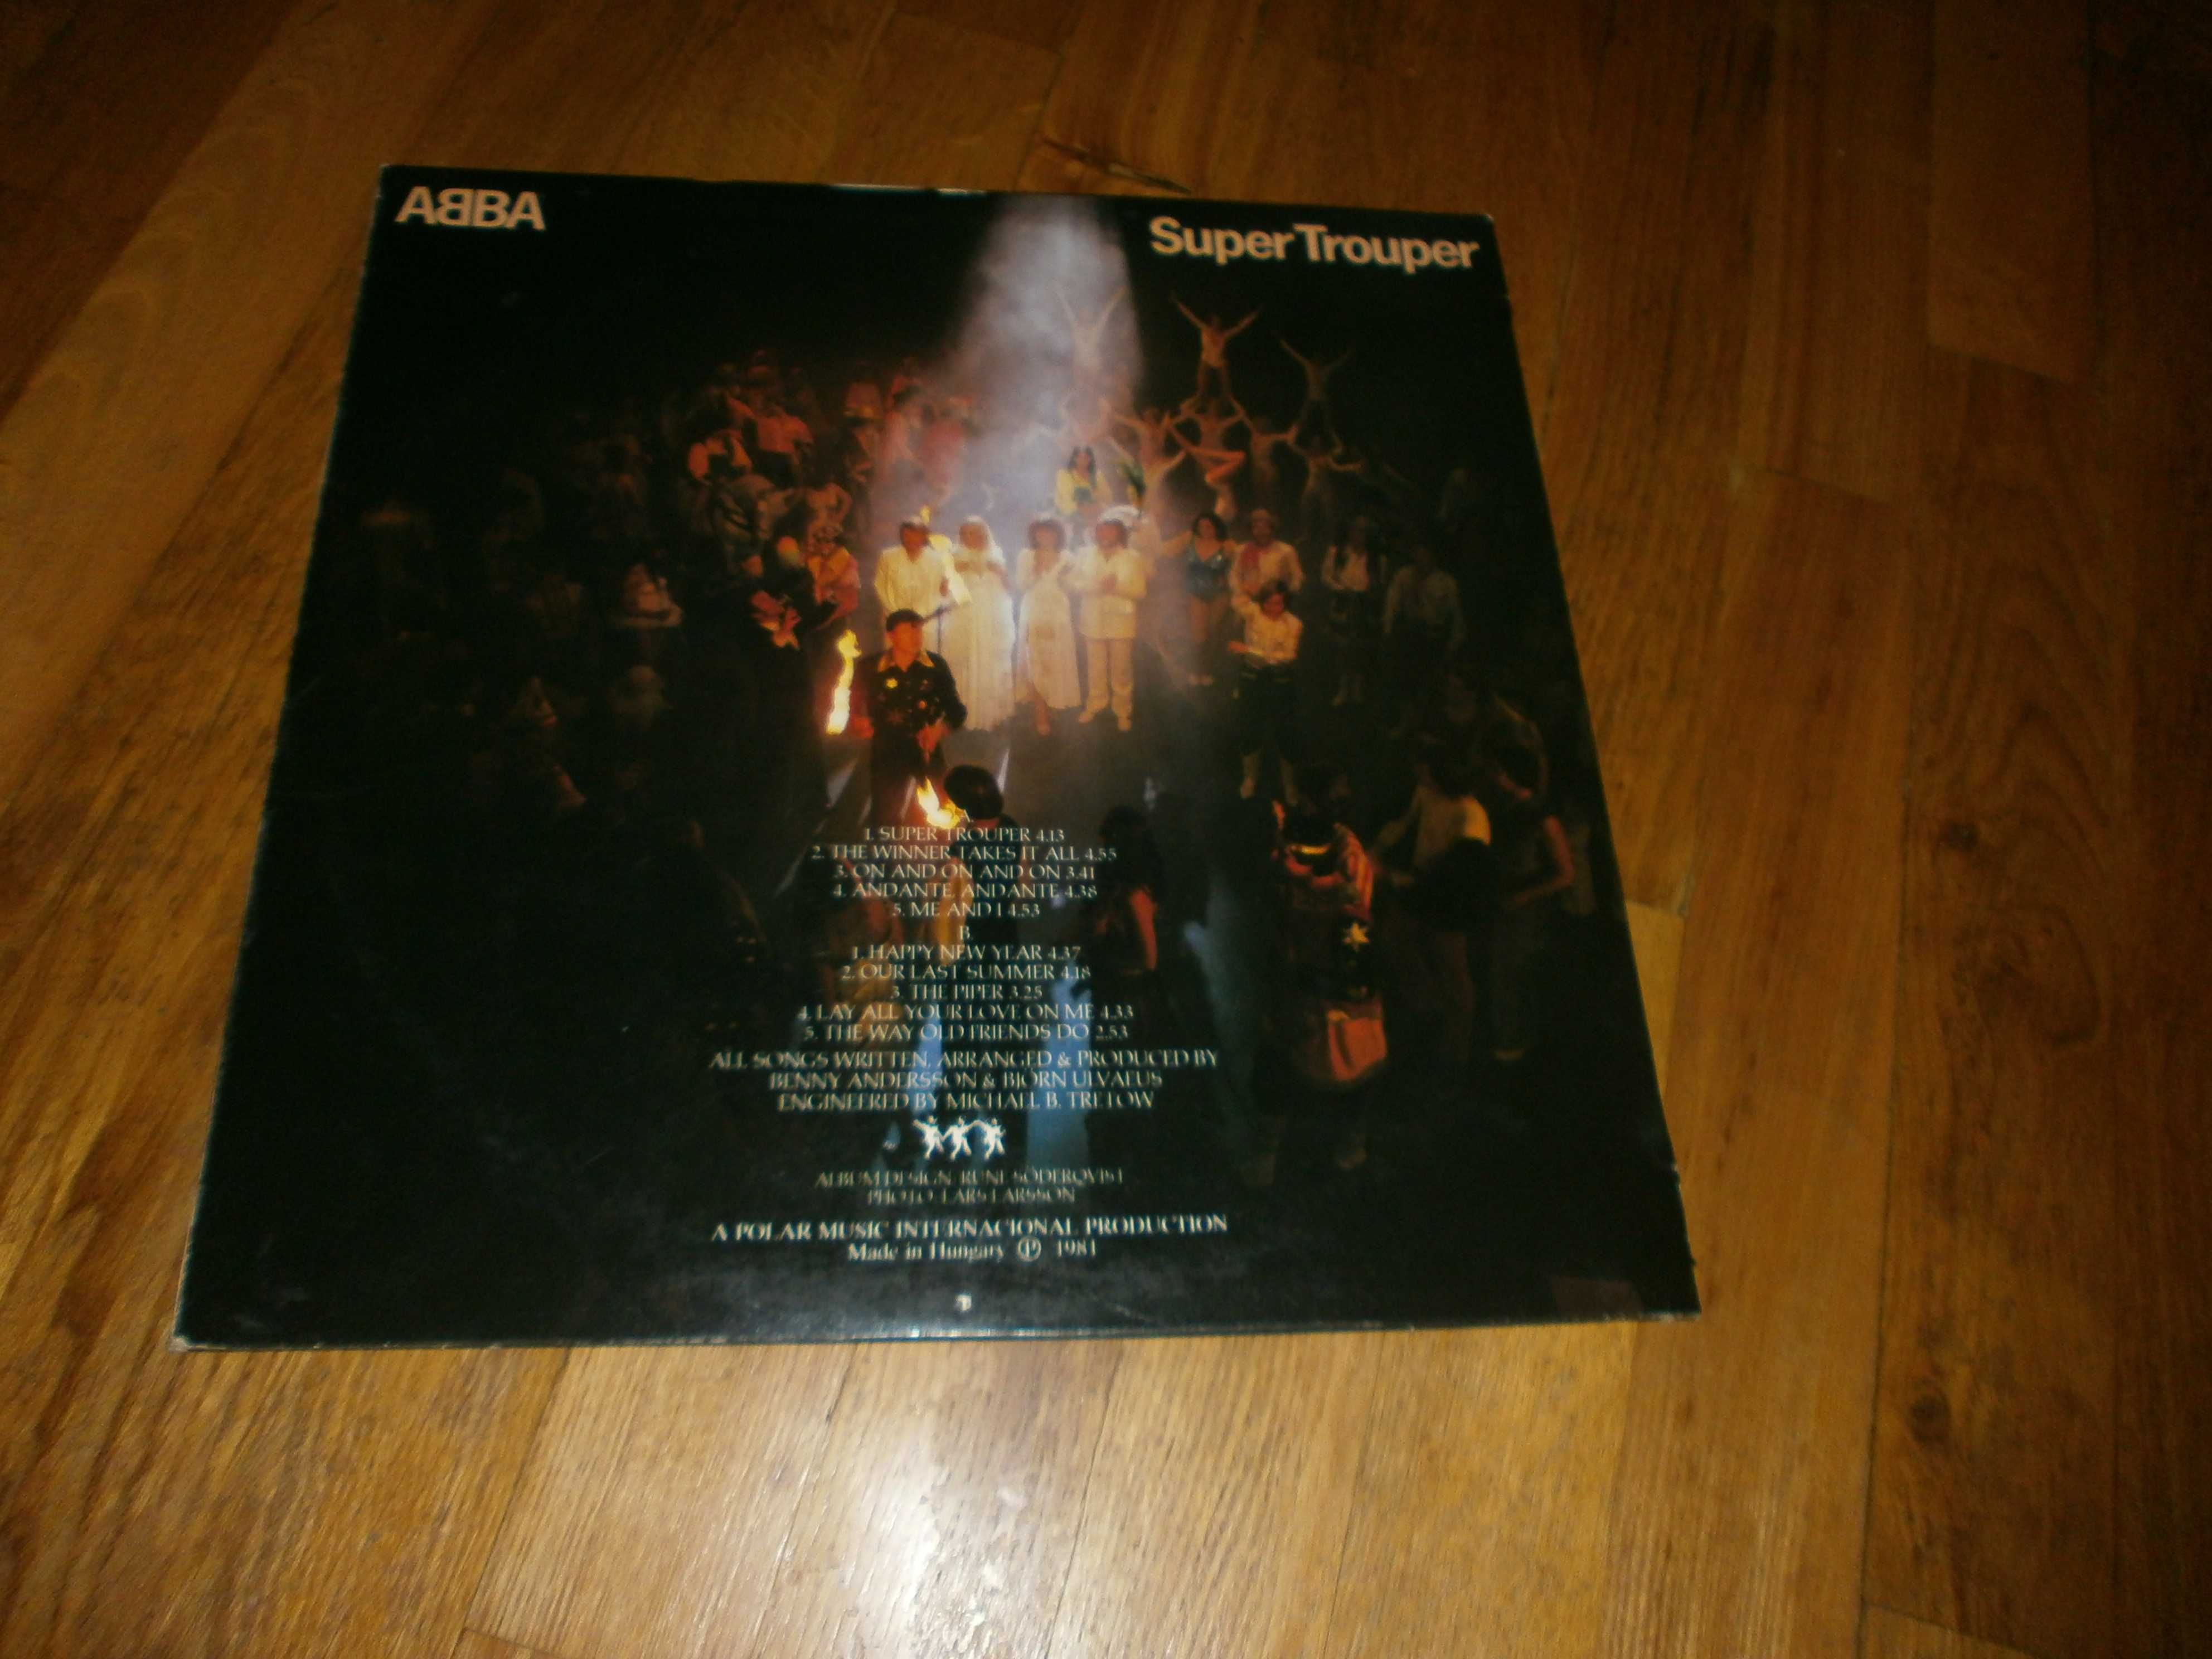 ABBA
Super Trouper
A.
1. SUPER TROUPER 4.13
2. THE WINNER TAKES IT ALL 4.55
3. ON AND ON AND ON 3.41
4. ANDANTE, ANDANTE 4.38
5. ME AND I 4.53
B.
1. HAPPY NEW YEAR 4.37
2. OUR LAST SUMMER 4.18
3. THE PIPER 3.25
4. LAY ALL YOUR LOVE ON ME 4.33
5. THE WAY OLD FRIENDS DO 2.53
ALL SONGS WRITTEN, ARRANGED & PRODUCED BY
BENNY ANDERSSON & BJÖRN ULVAEUS
ENGINEERED BY MICHAEL B. TRETOW
ALBUM DESIGN: RUNE SÖDERQVIST
PHOTO: LARS LARSSON
A POLAR MUSIC INTERNACIONAL PRODUCTION
Made in Hungary Ⓟ 1981